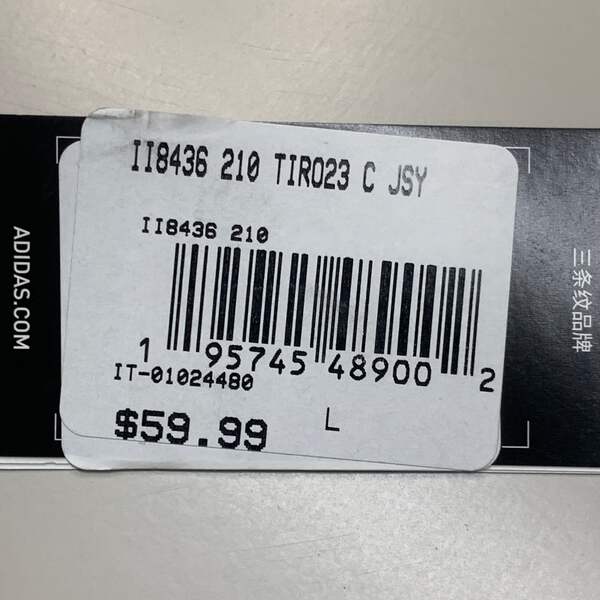 II8436 210 TIRO23 C JSY
II8436 210
1 95745 48900 2
IT-01024480
$59.99
L
ADIDAS.COM
三条纹品牌